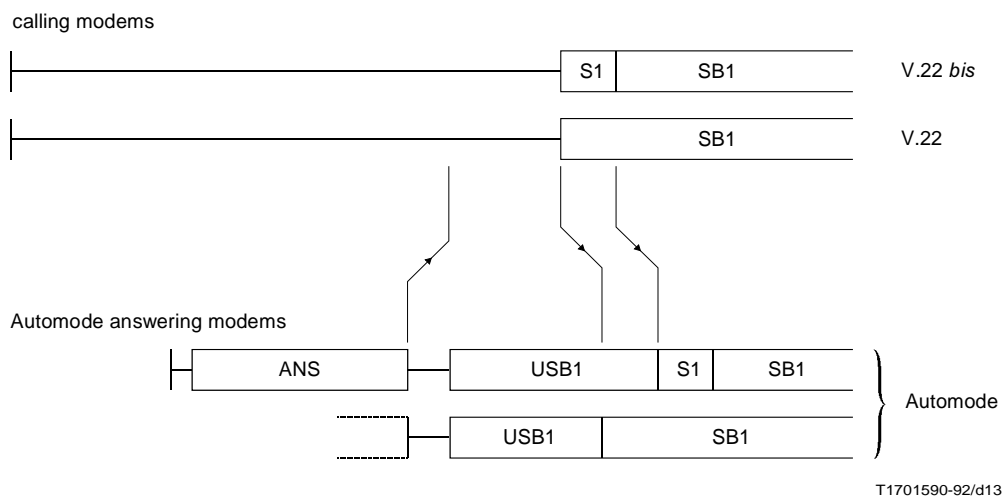 calling modems
S1 SB1 V.22 bis
SB1 V.22
Automode answering modems
ANS USB1 S1 SB1
Automode
USB1 SB1
T1701590-92/d13